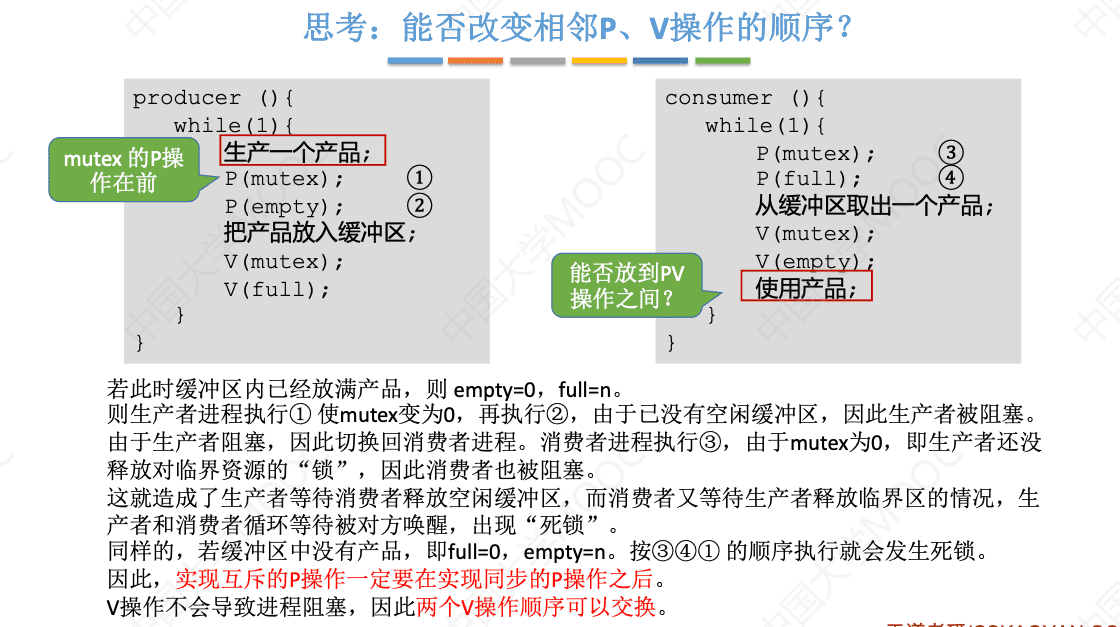 思考：能否改变相邻P、V操作的顺序？
producer (){
while(1){
生产一个产品;
P(mutex); ①
P(empty); ②
把产品放入缓冲区;
V(mutex);
V(full);
}
}
mutex 的P操
作在前
consumer (){
while(1){
P(mutex); ③
P(full); ④
从缓冲区取出一个产品;
V(mutex);
V(empty);
使用产品;
}
}
能否放到PV
操作之间？
若此时缓冲区内已经放满产品，则 empty=0，full=n。
则生产者进程执行① 使mutex变为0，再执行②，由于已没有空闲缓冲区，因此生产者被阻塞。
由于生产者阻塞，因此切换回消费者进程。消费者进程执行③，由于mutex为0，即生产者还没
释放对临界资源的“锁”，因此消费者也被阻塞。
这就造成了生产者等待消费者释放空闲缓冲区，而消费者又等待生产者释放临界区的情况，生
产者和消费者循环等待被对方唤醒，出现“死锁”。
同样的，若缓冲区中没有产品，即full=0，empty=n。按③④① 的顺序执行就会发生死锁。
因此，实现互斥的P操作一定要在实现同步的P操作之后。
V操作不会导致进程阻塞，因此两个V操作顺序可以交换。
中国大学MOOC